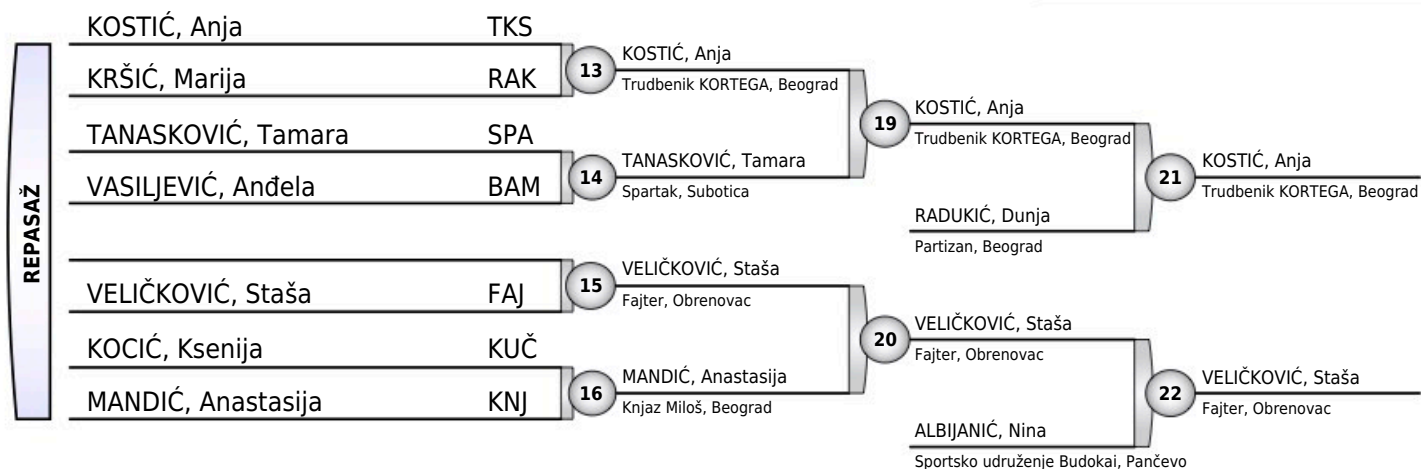 REPASAŽ
KOSTIĆ, Anja TKS
KRŠIĆ, Marija RAK
TANASKOVIĆ, Tamara SPA
VASILJEVIĆ, Anđela BAM
VELIČKOVIĆ, Staša FAJ
KOCIĆ, Ksenija KUČ
MANDIĆ, Anastasija KNJ
13
KOSTIĆ, Anja
Trudbenik KORTEGA, Beograd
14
TANASKOVIĆ, Tamara
Spartak, Subotica
15
VELIČKOVIĆ, Staša
Fajter, Obrenovac
16
MANDIĆ, Anastasija
Knjaz Miloš, Beograd
19
KOSTIĆ, Anja
Trudbenik KORTEGA, Beograd
RADUKIĆ, Dunja
Partizan, Beograd
20
VELIČKOVIĆ, Staša
Fajter, Obrenovac
ALBIJANIĆ, Nina
Sportsko udruženje Budokai, Pančevo
21
KOSTIĆ, Anja
Trudbenik KORTEGA, Beograd
22
VELIČKOVIĆ, Staša
Fajter, Obrenovac